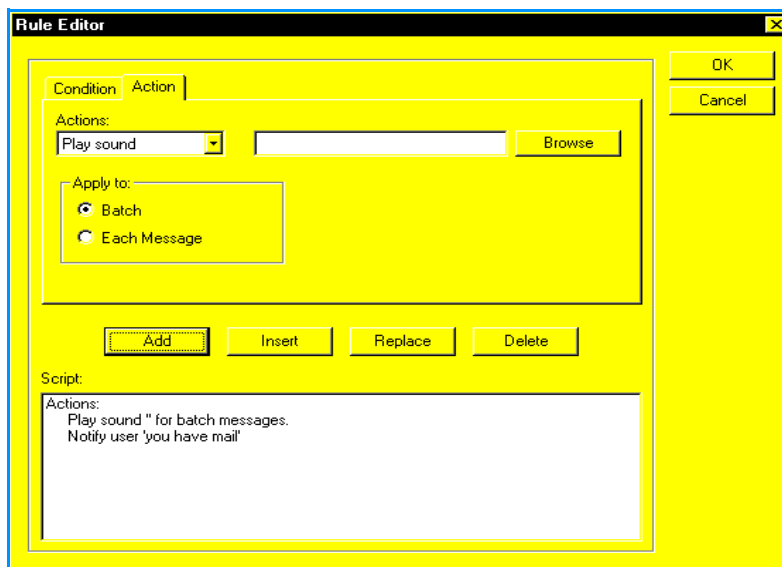 Rule Editor
OK
Cancel
Condition Action
Actions:
Play sound Browse
Apply to:
Batch
Each Message
Add Insert Replace Delete
Script:
Actions:
Play sound '' for batch messages.
Notify user 'you have mail'